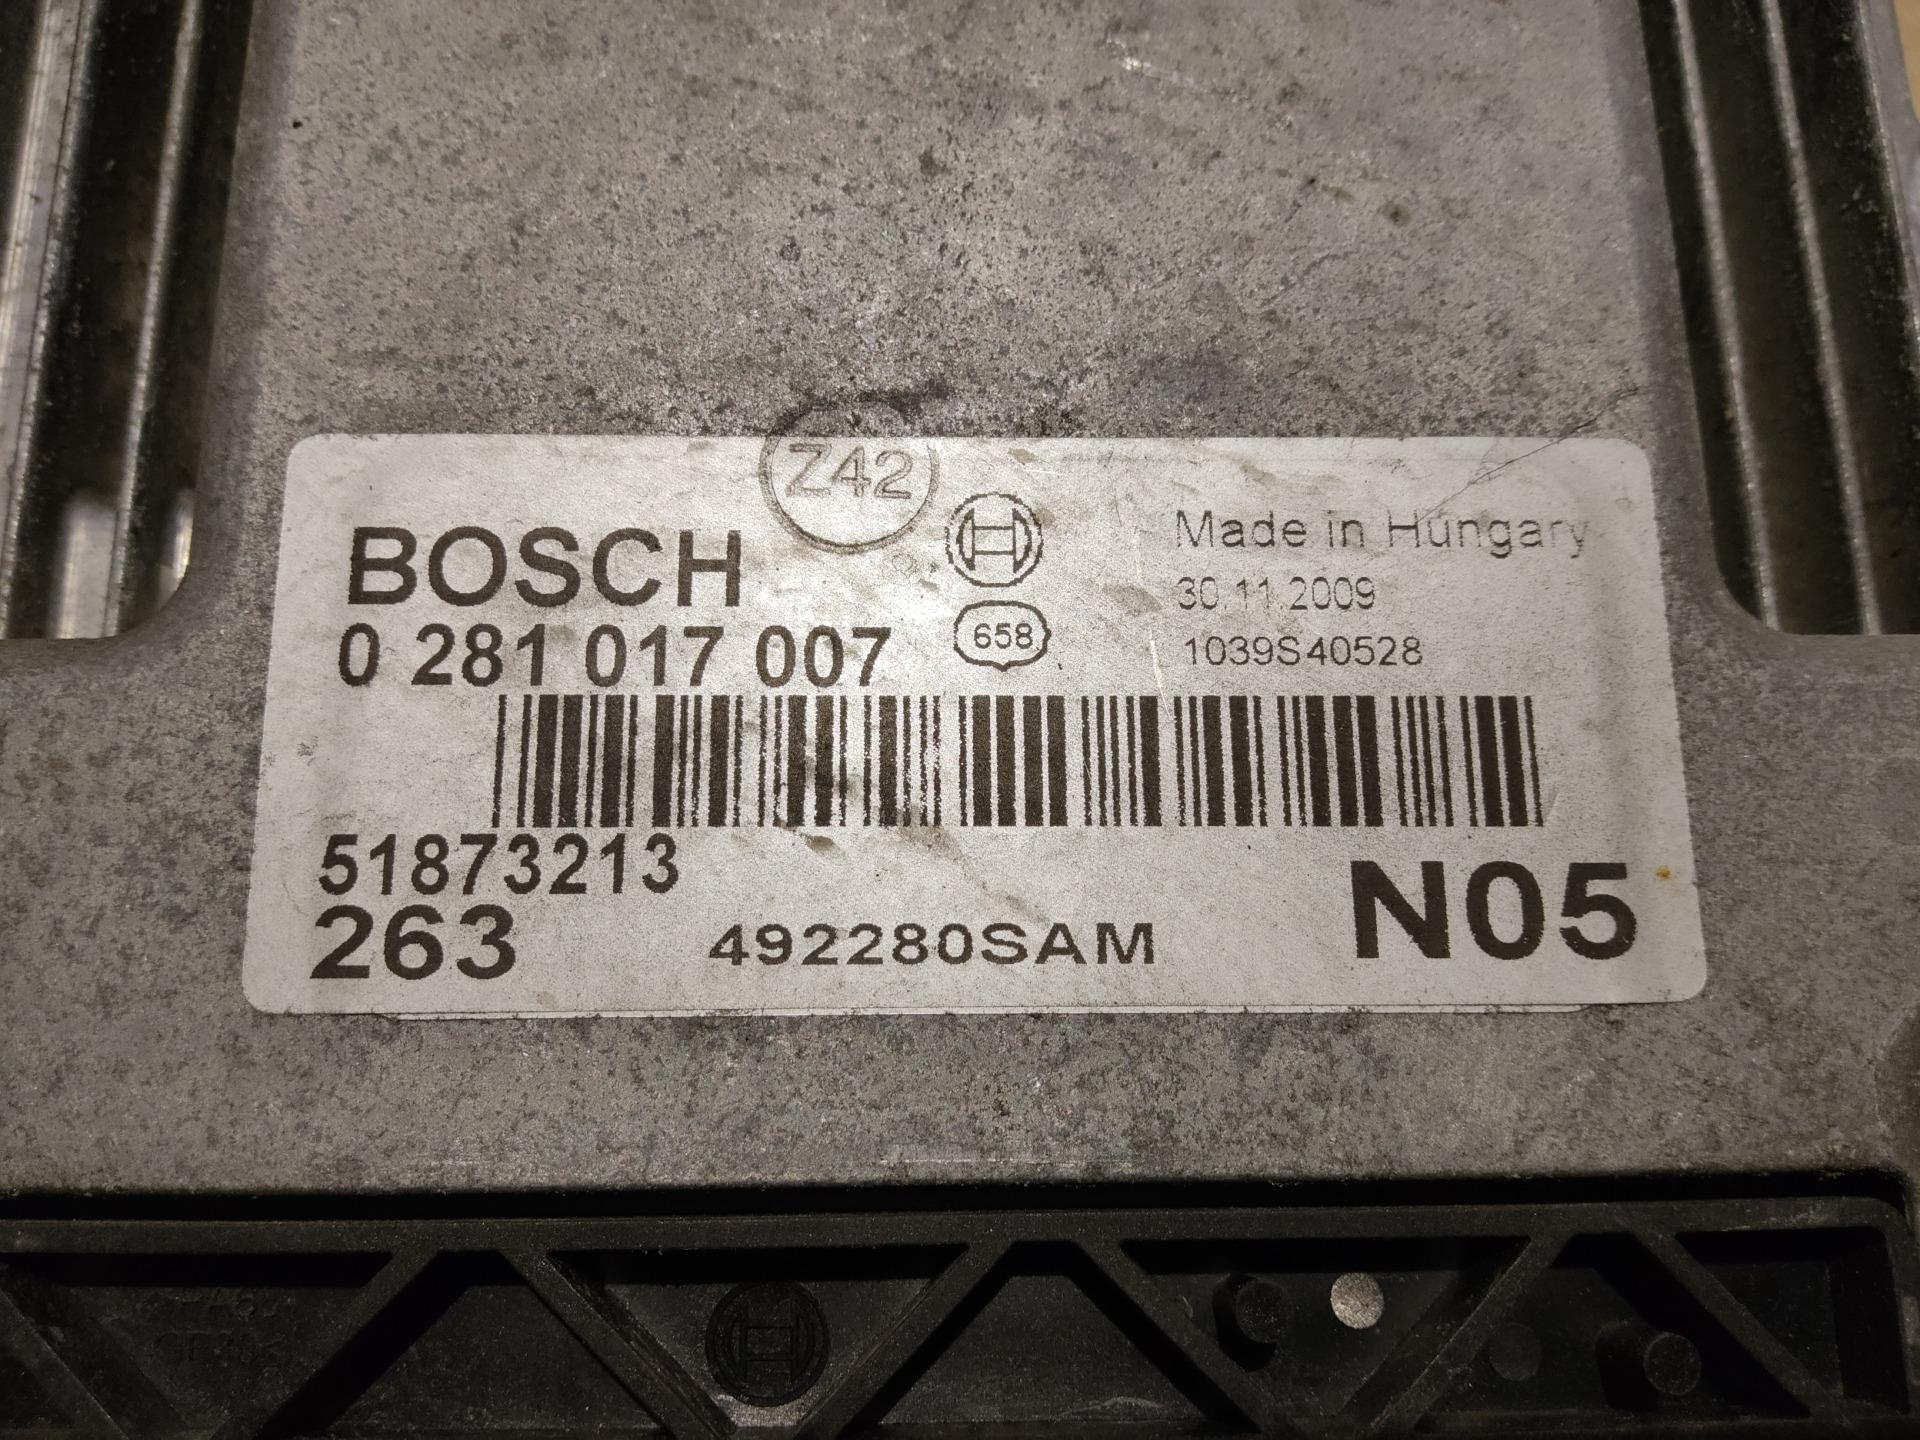 Z42
BOSCH
Made in Hungary
30.11.2009
0 281 017 007
658
1039S40528
51873213
263
492280SAM
N05